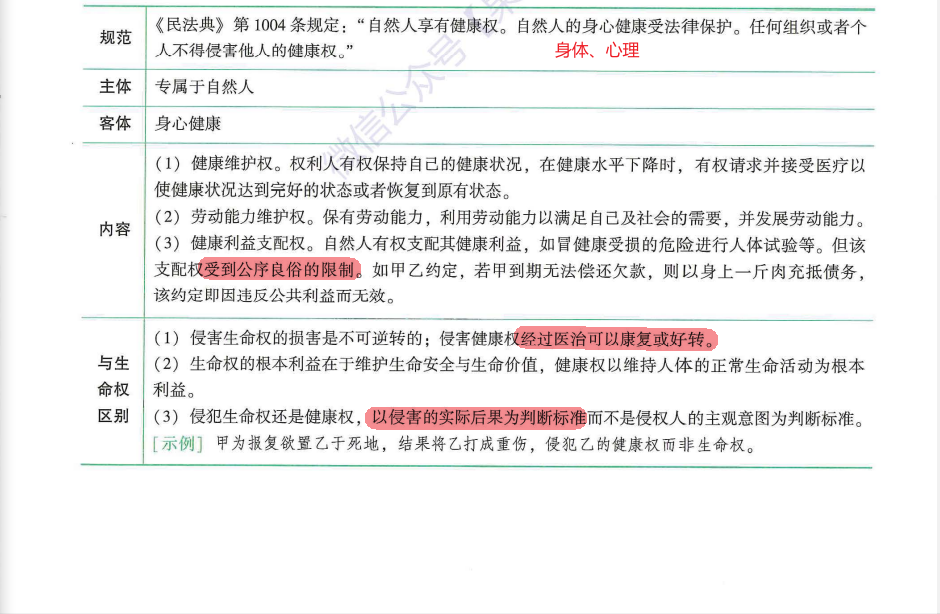 规范
《民法典》第 1004 条规定：“自然人享有健康权。自然人的身心健康受法律保护。任何组织或者个
人不得侵害他人的健康权。”
身体、心理
主体
专属于自然人
客体
身心健康
内容
（1）健康维护权。权利人有权保持自己的健康状况，在健康水平下降时，有权请求并接受医疗以
使健康状况达到完好的状态或者恢复到原有状态。
（2）劳动能力维护权。保有劳动能力，利用劳动能力以满足自己及社会的需要，并发展劳动能力。
（3）健康利益支配权。自然人有权支配其健康利益，如冒健康受损的危险进行人体试验等。但该
支配权受到公序良俗的限制。如甲乙约定，若甲到期无法偿还欠款，则以身上一斤肉充抵债务，
该约定即因违反公共利益而无效。
与生
命权
区别
（1）侵害生命权的损害是不可逆转的；侵害健康权经过医治可以康复或好转。
（2）生命权的根本利益在于维护生命安全与生命价值，健康权以维持人体的正常生命活动为根本
利益。
（3）侵犯生命权还是健康权，以侵害的实际后果为判断标准而不是侵权人的主观意图为判断标准。
［示例］ 甲为报复欲置乙于死地，结果将乙打成重伤，侵犯乙的健康权而非生命权。
微信公众号【